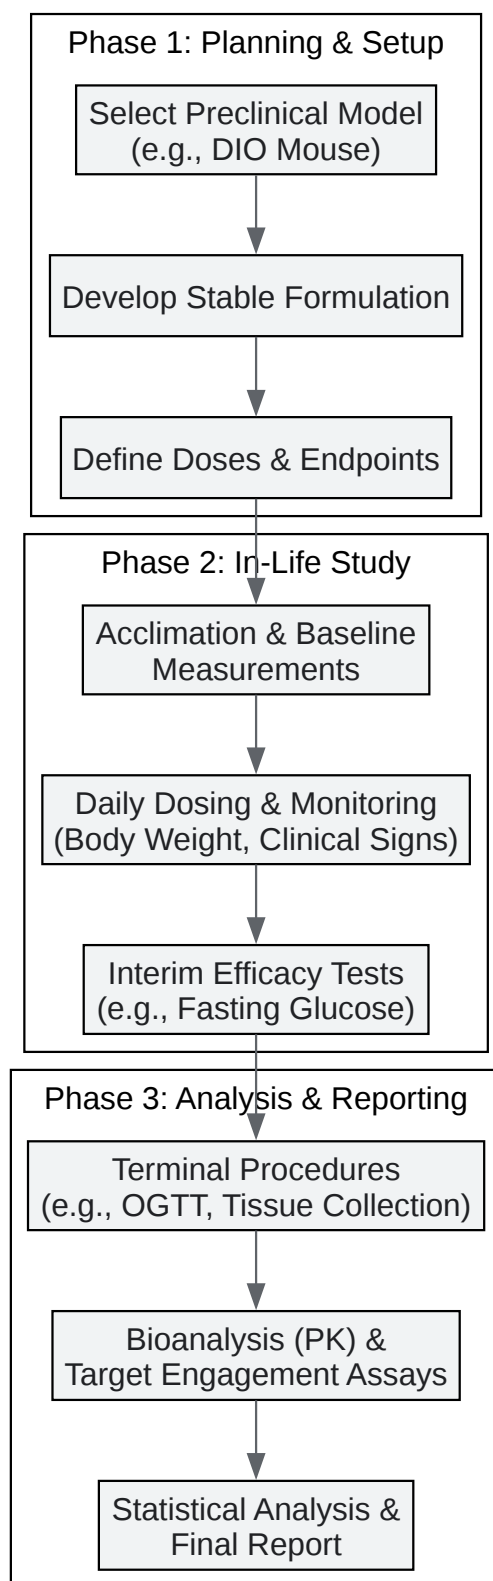 Phase 1: Planning & Setup
Select Preclinical Model
(e.g., DIO Mouse)
Develop Stable Formulation
Define Doses & Endpoints
Phase 2: In-Life Study
Acclimation & Baseline
Measurements
Daily Dosing & Monitoring
(Body Weight, Clinical Signs)
Interim Efficacy Tests
(e.g., Fasting Glucose)
Phase 3: Analysis & Reporting
Terminal Procedures
(e.g., OGTT, Tissue Collection)
Bioanalysis (PK) &
Target Engagement Assays
Statistical Analysis &
Final Report